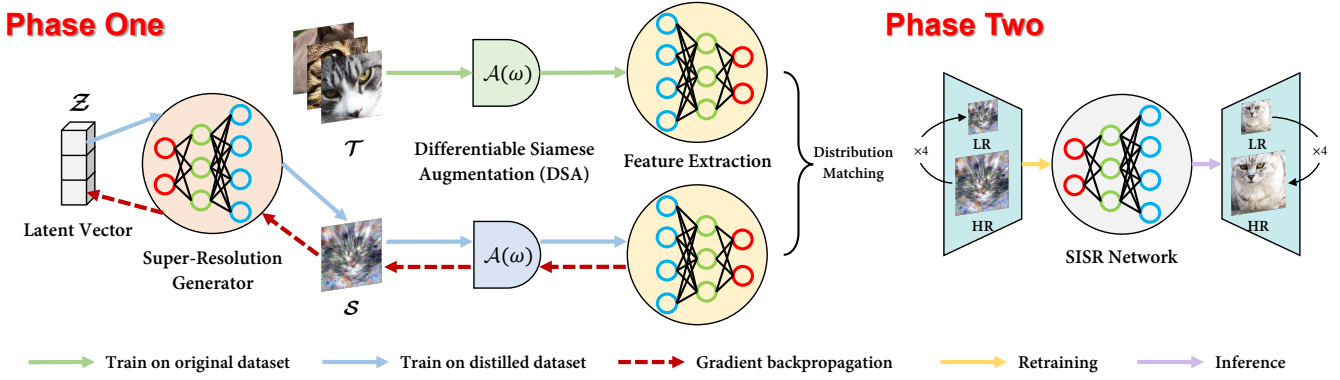 Phase One
Phase Two
𝒵
Latent Vector
Super-Resolution
Generator
𝒯
𝒮
𝒜(ω)
Differentiable Siamese
Augmentation (DSA)
𝒜(ω)
Feature Extraction
Distribution
Matching
×4
LR
HR
SISR Network
LR
HR
×4
Train on original dataset
Train on distilled dataset
Gradient backpropagation
Retraining
Inference